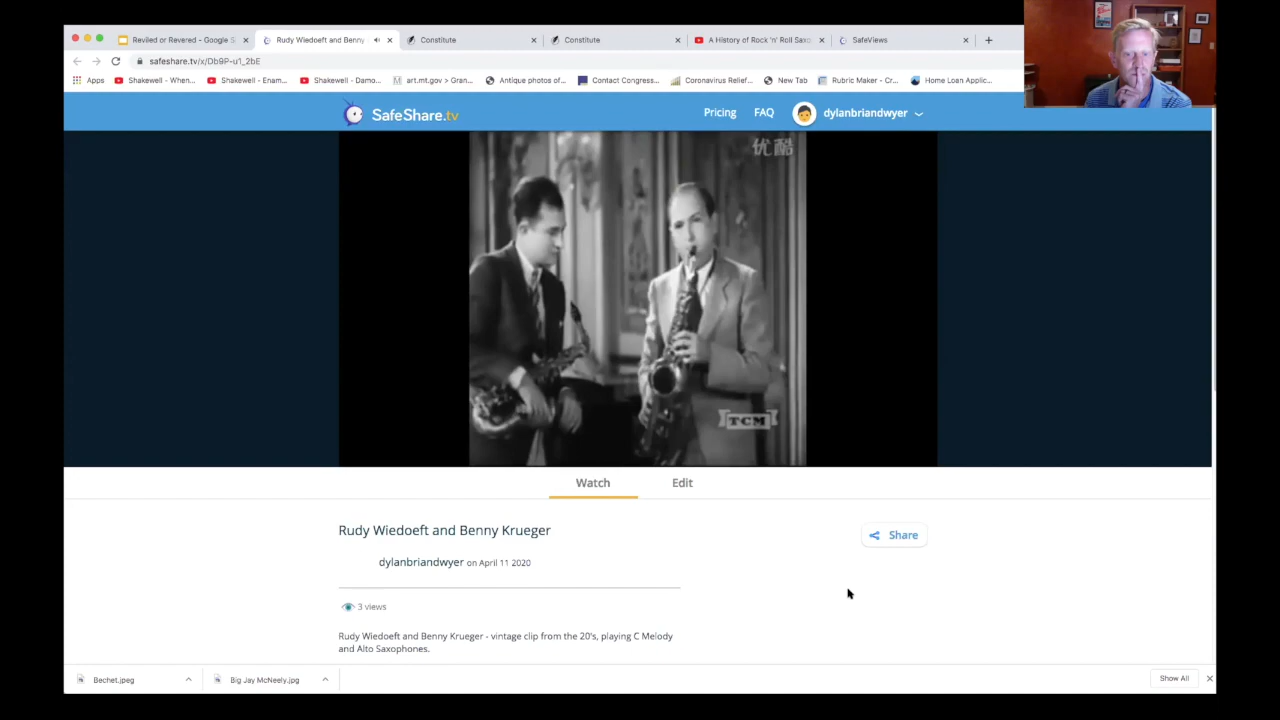 Reviled or Revered - Google S
Rudy Wiedoeft and Benny
Constitute
Constitute
A History of Rock 'n' Roll Saxo
SafeViews
safeshare.tv/x/Db9P-u1_2bE
Apps
Shakewell - When...
Shakewell - Enam...
Shakewell - Damo...
art.mt.gov > Gran...
Antique photos of...
Contact Congress...
Coronavirus Relief...
New Tab
Rubric Maker - Cr...
Home Loan Applic...
SafeShare.tv
Pricing
FAQ
dylanbriandwyer
优酷
TCM
Watch
Edit
Rudy Wiedoeft and Benny Krueger
Share
dylanbriandwyer on April 11 2020
3 views
Rudy Wiedoeft and Benny Krueger - vintage clip from the 20's, playing C Melody
and Alto Saxophones.
Bechet.jpeg
Big Jay McNeely.jpg
Show All